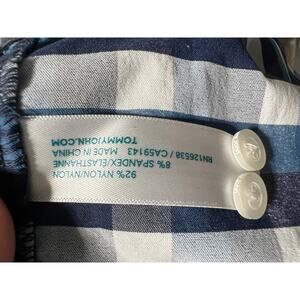 92% NYLON/NYLON
8% SPANDEX/ELASTHANNE
RN126538 / CA59143 MADE IN CHINA
TOMMYJOHN.COM